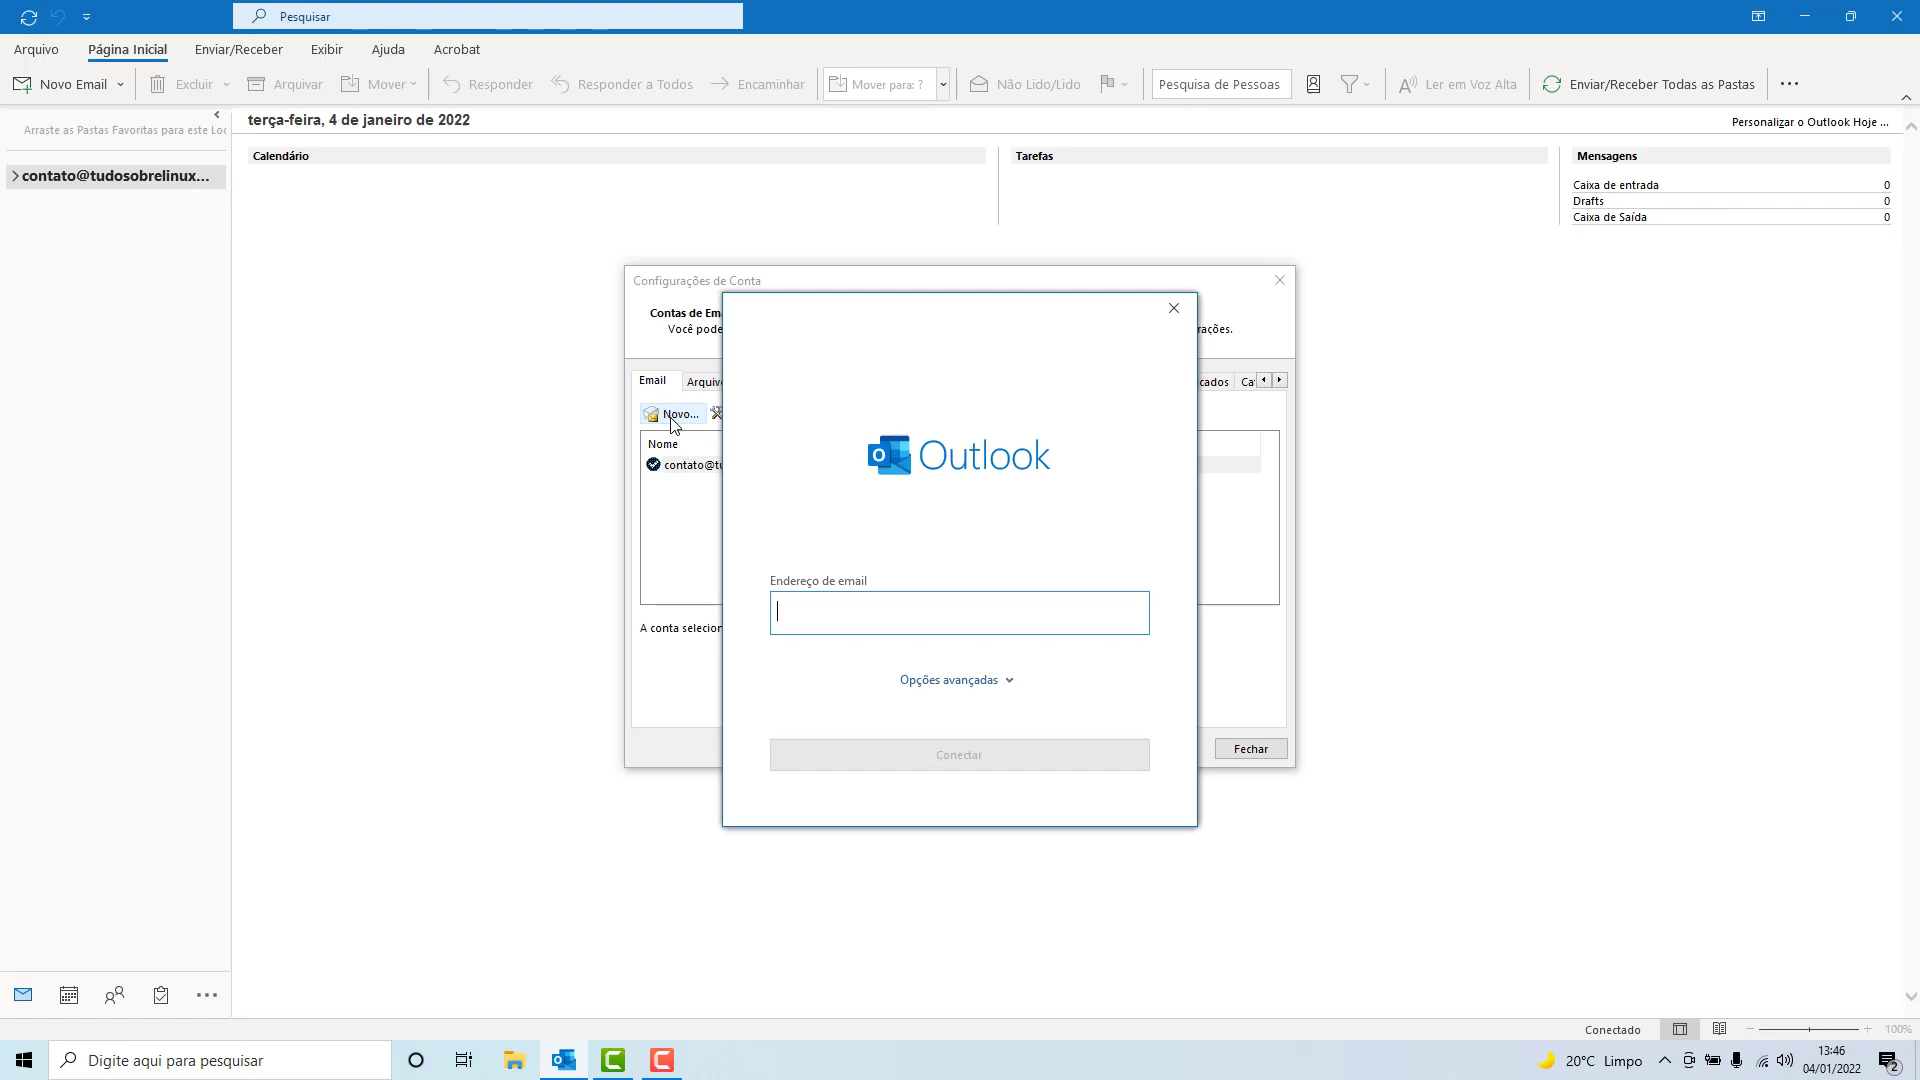 Pesquisar
Arquivo Página Inicial Enviar/Receber Exibir Ajuda Acrobat
Novo Email Excluir Arquivar Mover Responder Responder a Todos Encaminhar Mover para: ? Não Lido/Lido Pesquisa de Pessoas Ler em Voz Alta Enviar/Receber Todas as Pastas
Arraste as Pastas Favoritas para este Loc
contato@tudosobrelinux...
terça-feira, 4 de janeiro de 2022
Personalizar o Outlook Hoje ...
Calendário
Tarefas
Mensagens
Caixa de entrada 0
Drafts 0
Caixa de Saída 0
Configurações de Conta
Contas de Ema
Você pode
rações.
Email Arquiv
cados Ca
Novo...
Nome
contato@tu
A conta selecion
Fechar
Outlook
Endereço de email
Opções avançadas
Conectar
Conectado
100%
Digite aqui para pesquisar
20°C Limpo
13:46
04/01/2022
2